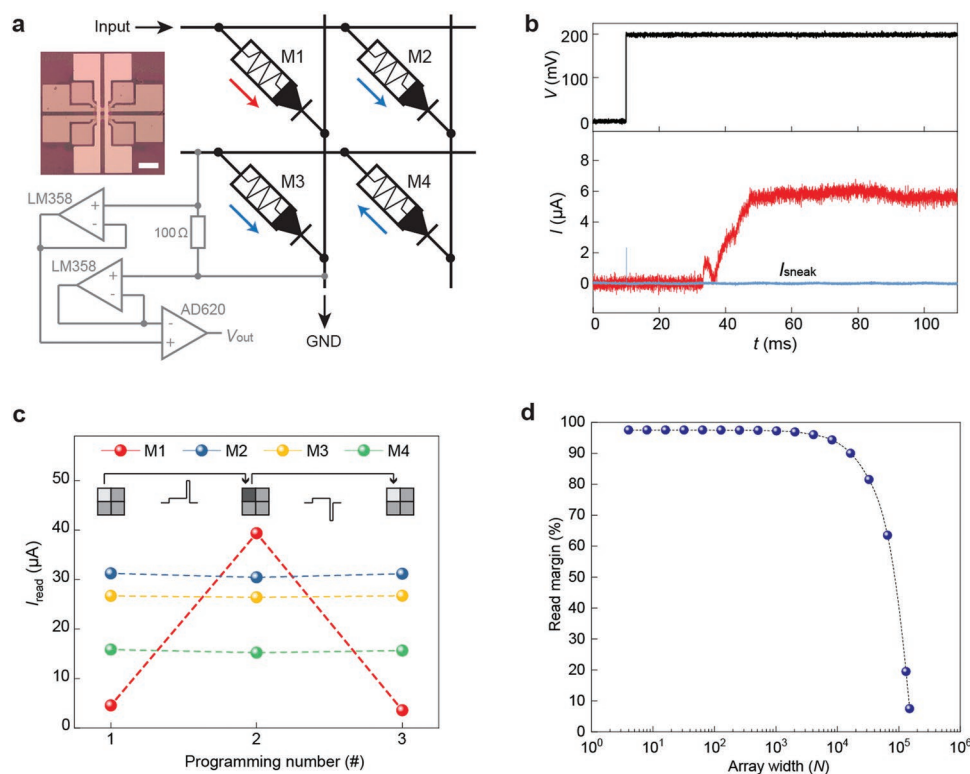 a
Input
M1
M2
M3
M4
LM358
+
-
100 Ω
LM358
+
-
AD620
-
+
Vout
GND
b
V (mV)
200
100
0
I (μA)
8
6
4
2
0
Isneak
0 20 40 60 80 100
t (ms)
c
M1 M2 M3 M4
Iread (μA)
50
40
30
20
10
0
1 2 3
Programming number (#)
d
Read margin (%)
100
90
80
70
60
50
40
30
20
10
0
10⁰ 10¹ 10² 10³ 10⁴ 10⁵ 10⁶
Array width (N)